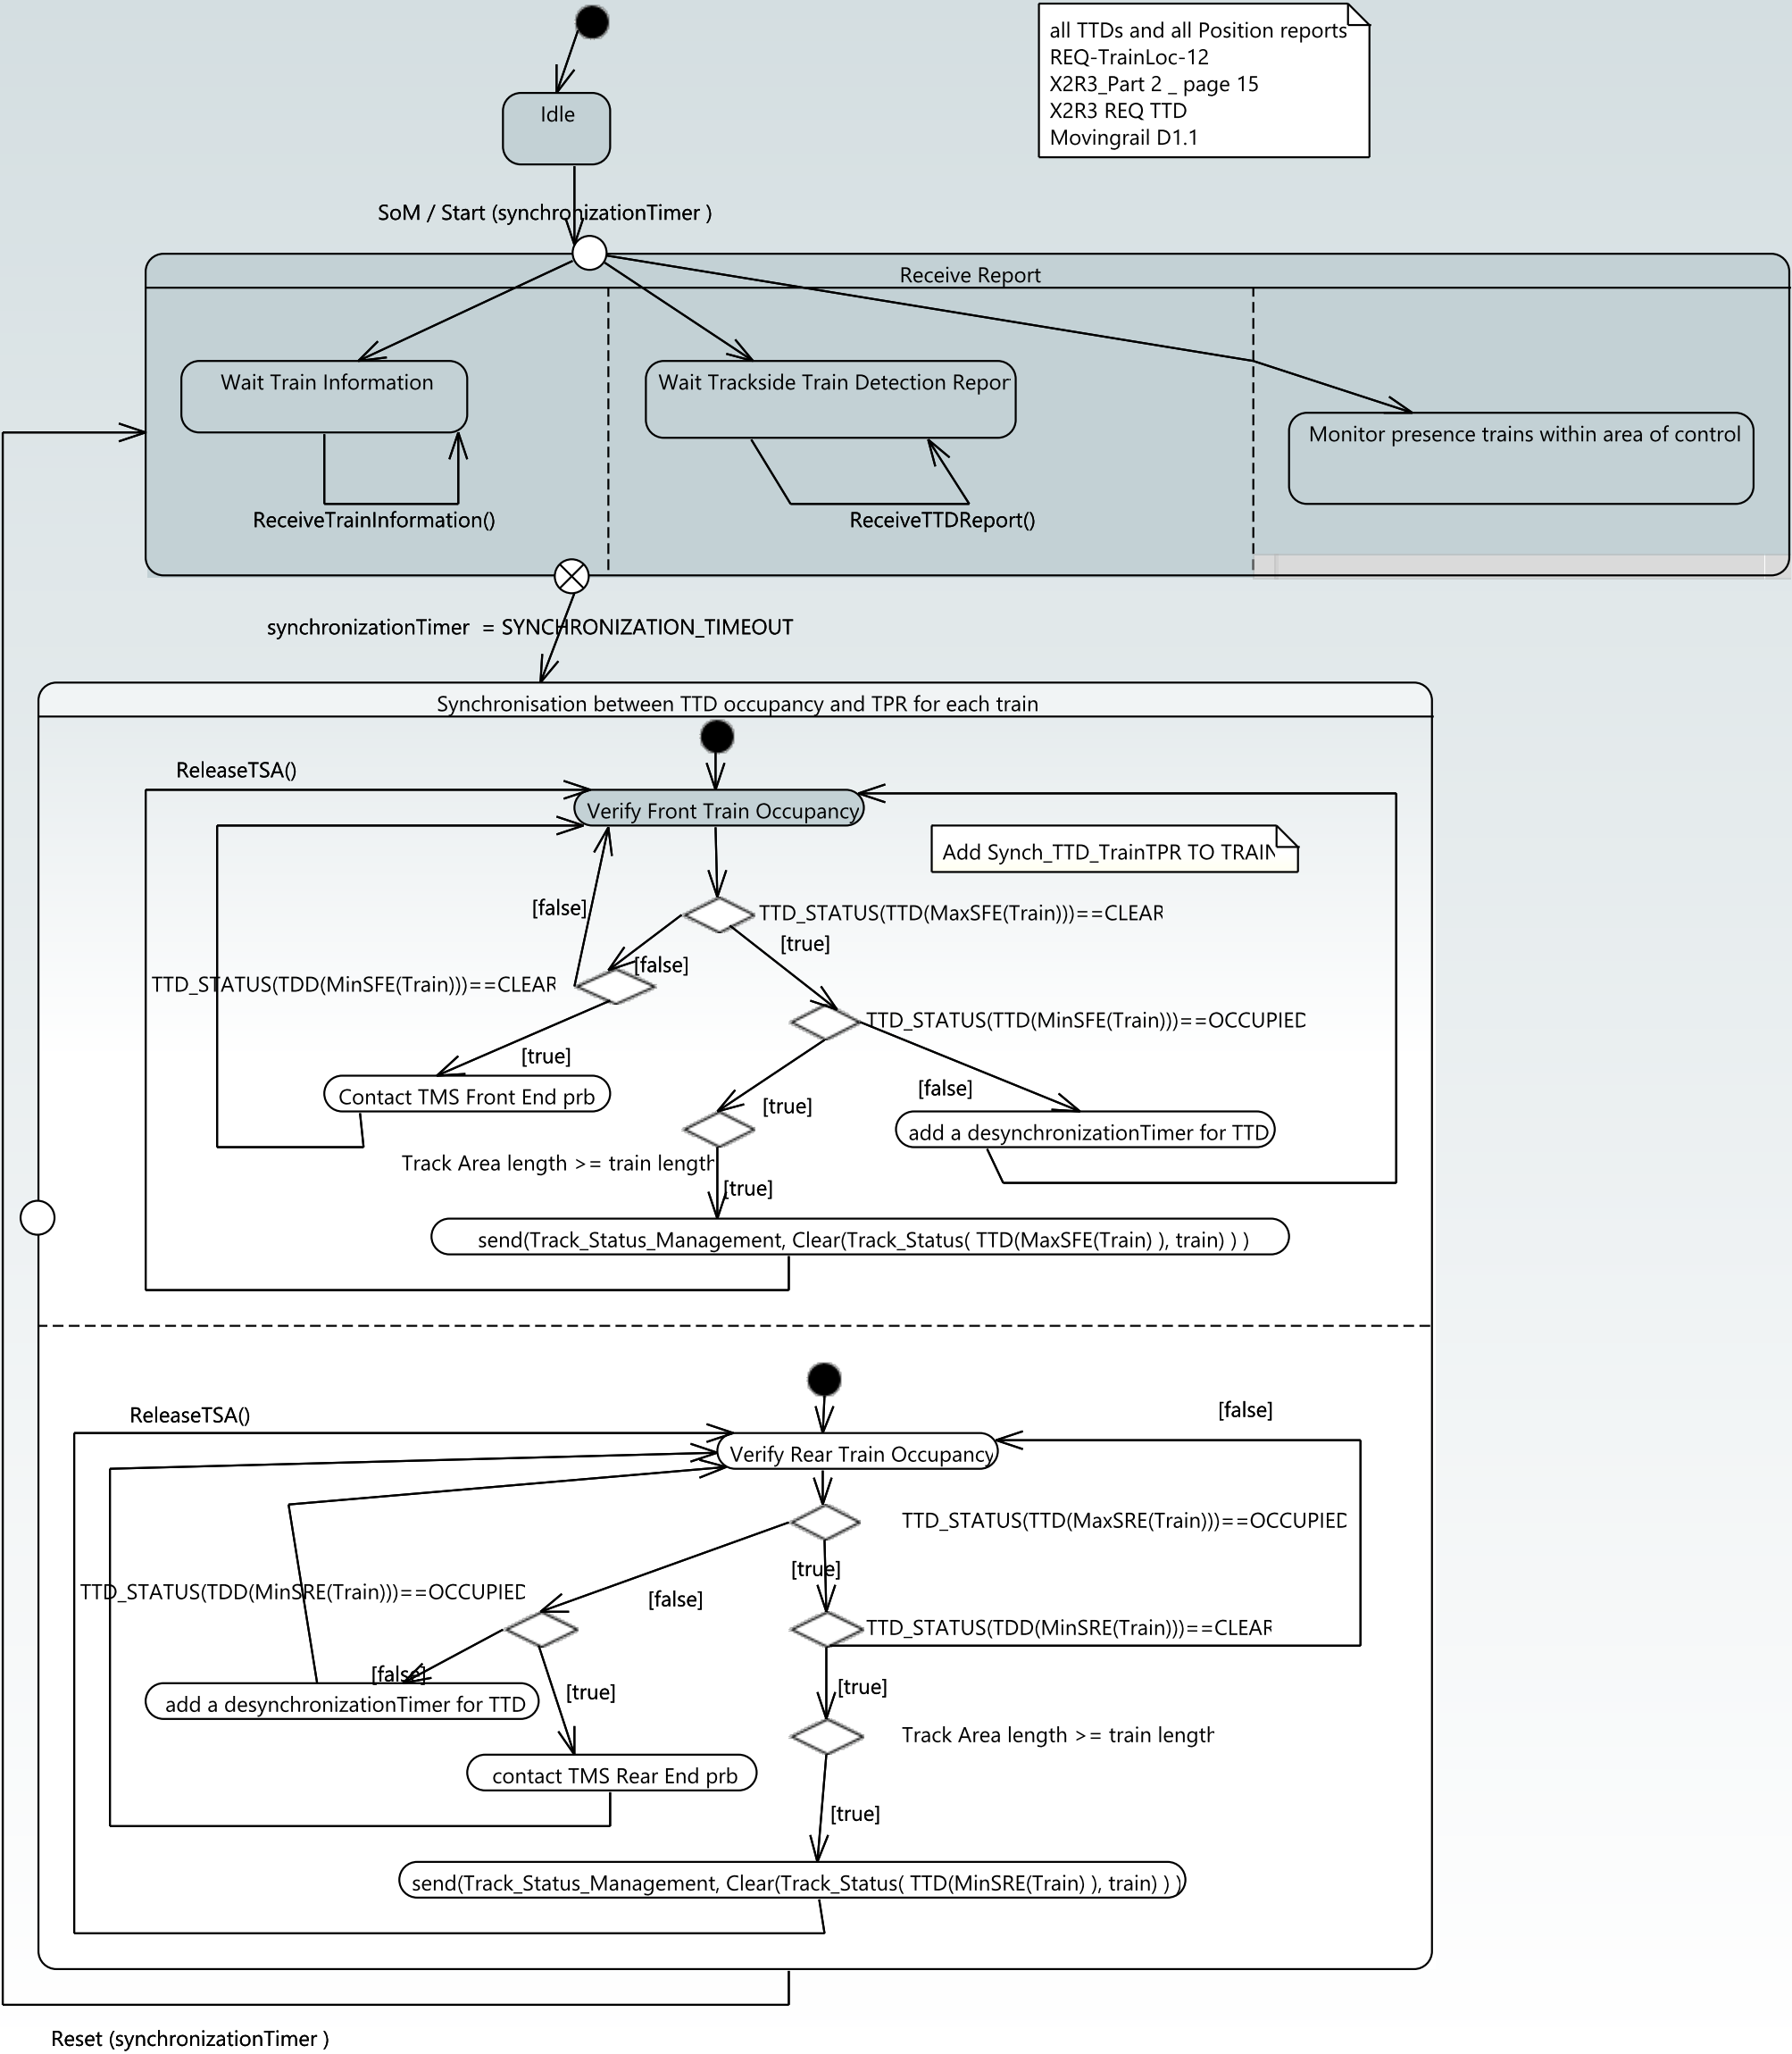 all TTDs and all Position reports
REQ-TrainLoc-12
X2R3_Part 2 _ page 15
X2R3 REQ TTD
Movingrail D1.1
Idle
SoM / Start (synchronizationTimer )
Receive Report
Wait Train Information
Wait Trackside Train Detection Repor
Monitor presence trains within area of control
ReceiveTrainInformation()
ReceiveTTDReport()
synchronizationTimer = SYNCHRONIZATION_TIMEOUT
Synchronisation between TTD occupancy and TPR for each train
ReleaseTSA()
Verify Front Train Occupancy
Add Synch_TTD_TrainTPR TO TRAIN
[false]
TTD_STATUS(TTD(MaxSFE(Train)))==CLEAR
[true]
[false]
TTD_STATUS(TDD(MinSFE(Train)))==CLEAR
TTD_STATUS(TTD(MinSFE(Train)))==OCCUPIED
[true]
[false]
Contact TMS Front End prb
[true]
add a desynchronizationTimer for TTD
Track Area length >= train length
[true]
send(Track_Status_Management, Clear(Track_Status( TTD(MaxSFE(Train) ), train) ) )
ReleaseTSA()
[false]
Verify Rear Train Occupancy
TTD_STATUS(TTD(MaxSRE(Train)))==OCCUPIED
[true]
TTD_STATUS(TDD(MinSRE(Train)))==OCCUPIED
[false]
TTD_STATUS(TDD(MinSRE(Train)))==CLEAR
[false]
[true]
[true]
add a desynchronizationTimer for TTD
Track Area length >= train length
contact TMS Rear End prb
[true]
send(Track_Status_Management, Clear(Track_Status( TTD(MinSRE(Train) ), train) ) )
Reset (synchronizationTimer )